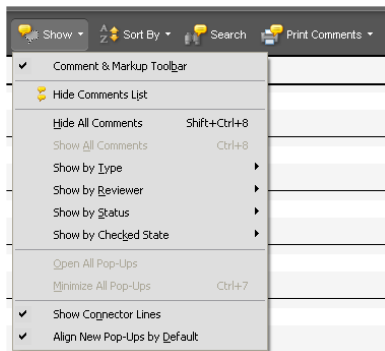 Show Sort By Search Print Comments
Comment & Markup Toolbar
Hide Comments List
Hide All Comments Shift+Ctrl+8
Show All Comments Ctrl+8
Show by Type
Show by Reviewer
Show by Status
Show by Checked State
Open All Pop-Ups
Minimize All Pop-Ups Ctrl+7
Show Connector Lines
Align New Pop-Ups by Default